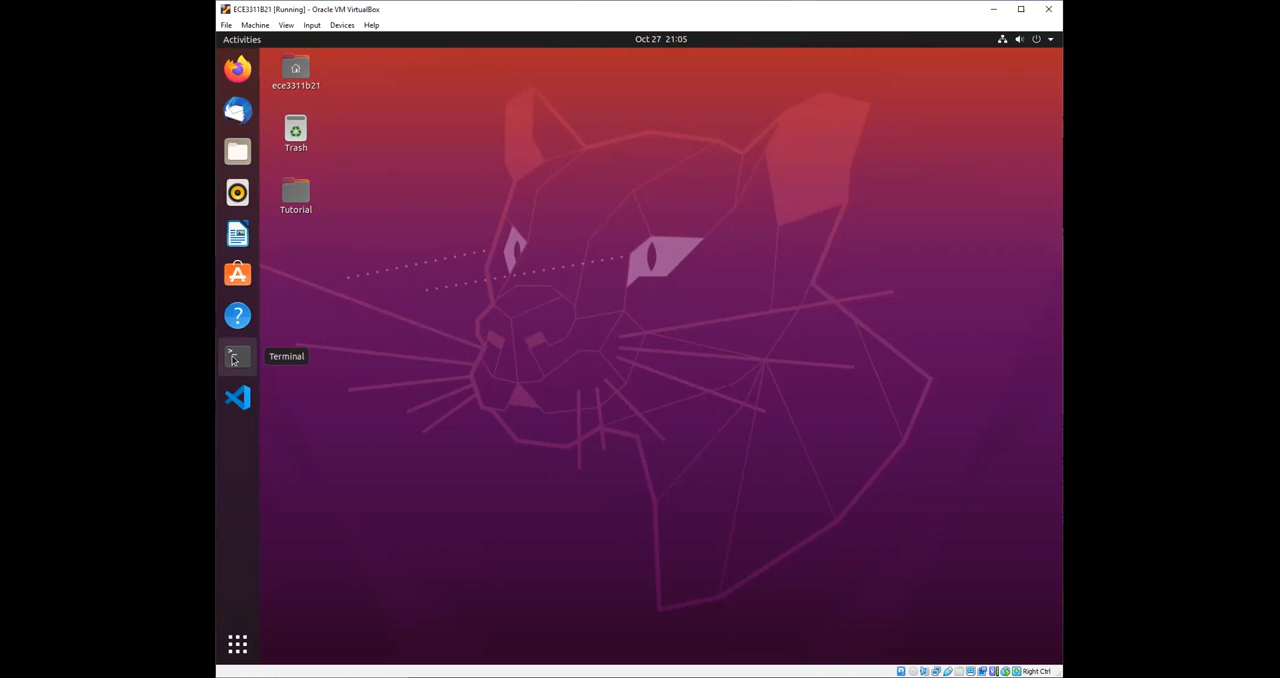 ECE3311B21 [Running] - Oracle VM VirtualBox
File Machine View Input Devices Help
Activities
Oct 27 21:05
ece3311b21
Trash
Tutorial
Terminal
Right Ctrl